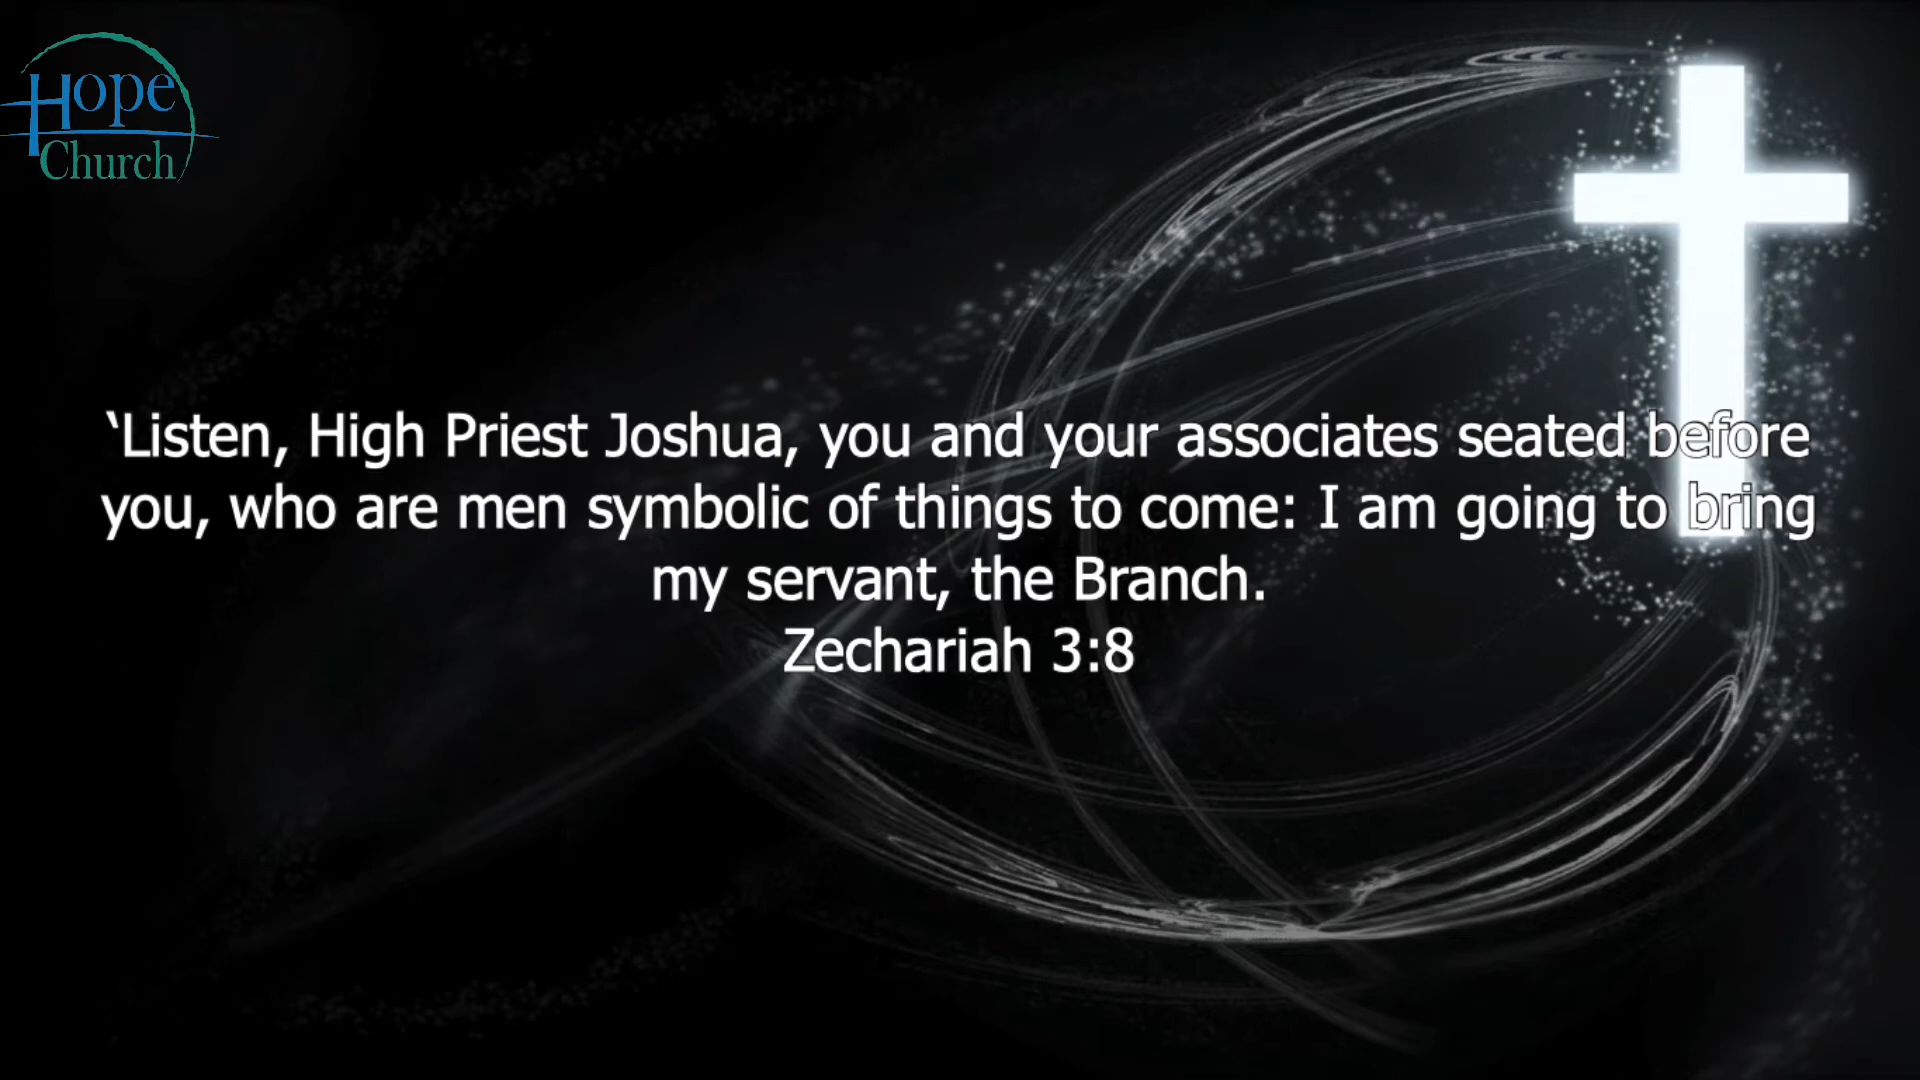 Hope
Church
‘Listen, High Priest Joshua, you and your associates seated before
you, who are men symbolic of things to come: I am going to bring
my servant, the Branch.
Zechariah 3:8